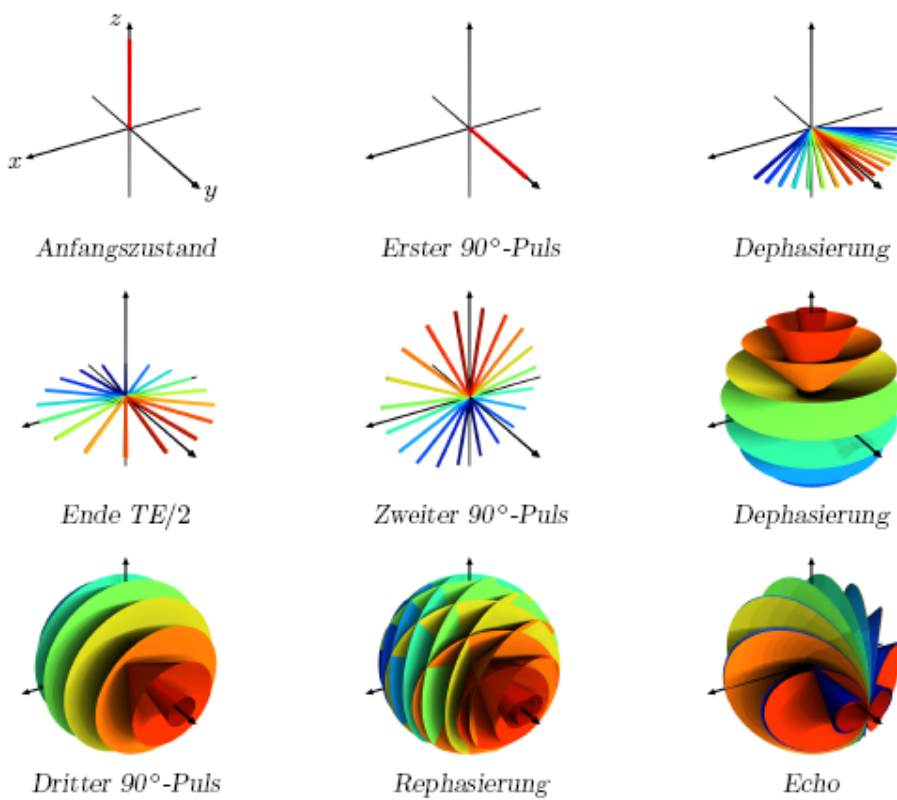 z
x
y
Anfangszustand
Erster 90°-Puls
Dephasierung
Ende TE/2
Zweiter 90°-Puls
Dephasierung
Dritter 90°-Puls
Rephasierung
Echo